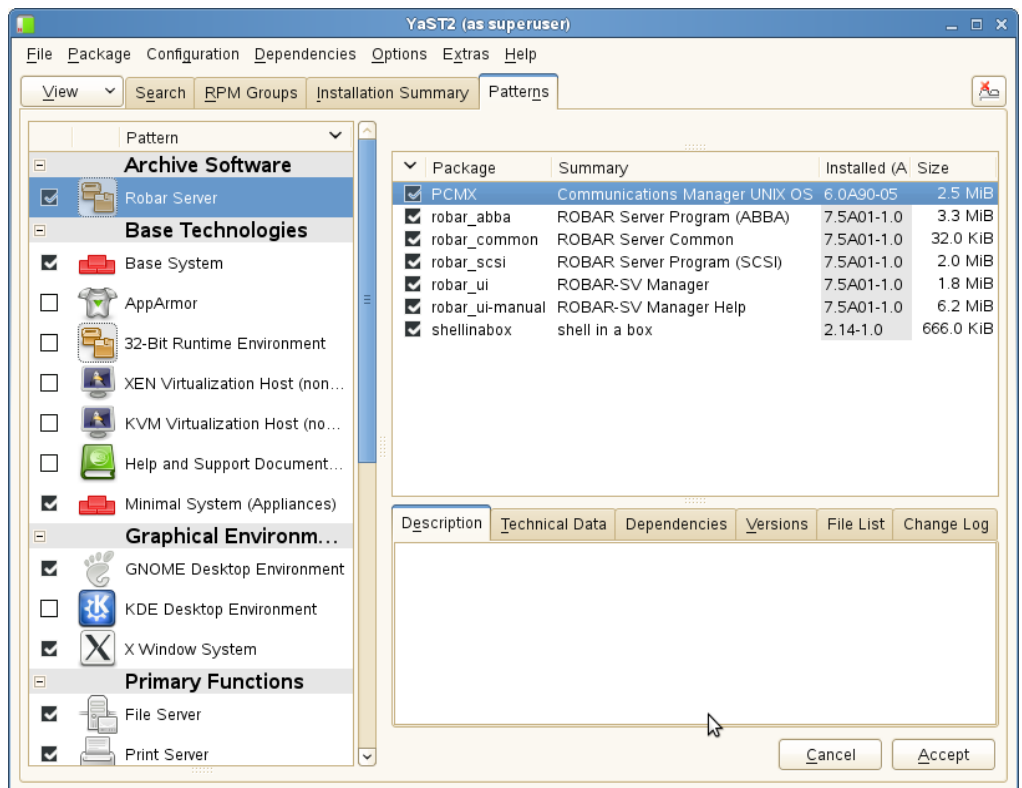 YaST2 (as superuser)
File Package Configuration Dependencies Options Extras Help
View Search RPM Groups Installation Summary Patterns
Pattern
Archive Software
Robar Server
Base Technologies
Base System
AppArmor
32-Bit Runtime Environment
XEN Virtualization Host (non...
KVM Virtualization Host (no...
Help and Support Document...
Minimal System (Appliances)
Graphical Environm...
GNOME Desktop Environment
KDE Desktop Environment
X Window System
Primary Functions
File Server
Print Server
Package Summary Installed (A Size
PCMX Communications Manager UNIX OS 6.0A90-05 2.5 MiB
robar_abba ROBAR Server Program (ABBA) 7.5A01-1.0 3.3 MiB
robar_common ROBAR Server Common 7.5A01-1.0 32.0 KiB
robar_scsi ROBAR Server Program (SCSI) 7.5A01-1.0 2.0 MiB
robar_ui ROBAR-SV Manager 7.5A01-1.0 1.8 MiB
robar_ui-manual ROBAR-SV Manager Help 7.5A01-1.0 6.2 MiB
shellinabox shell in a box 2.14-1.0 666.0 KiB
Description Technical Data Dependencies Versions File List Change Log
Cancel Accept